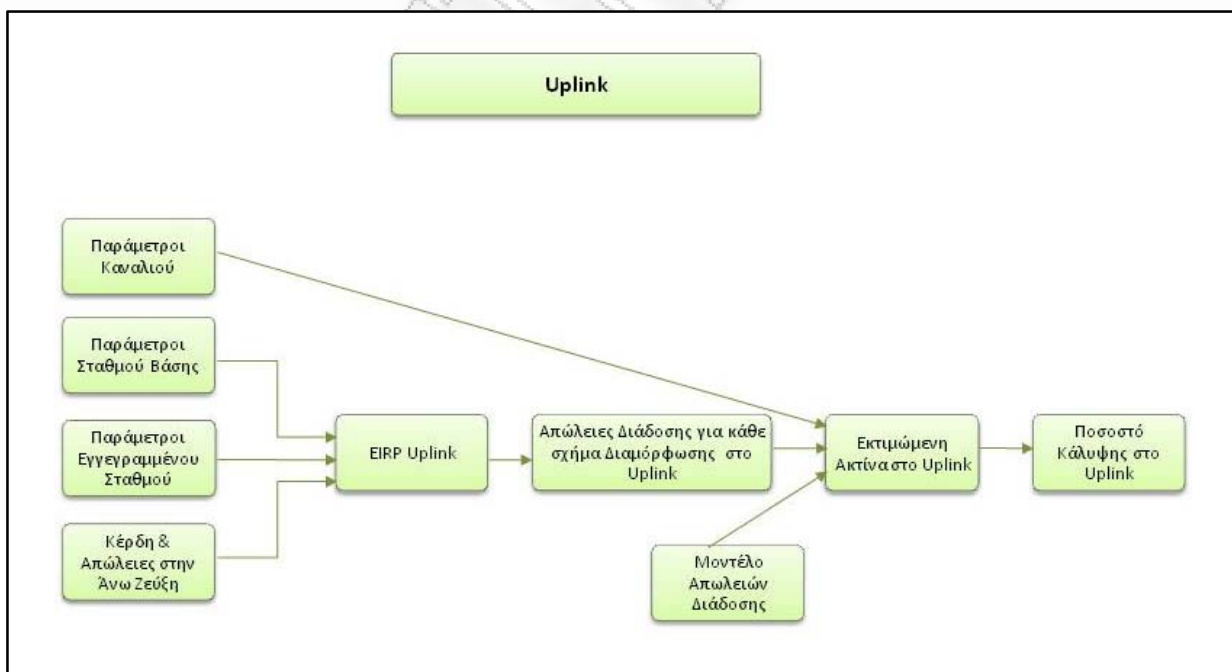 Uplink
Παράμετροι
Καναλιού
Παράμετροι
Σταθμού Βάσης
Παράμετροι
Εγγεγραμμένου
Σταθμού
Κέρδη &
Απώλειες στην
Άνω Ζεύξη
EIRP Uplink
Απώλειες Διάδοσης για κάθε
σχήμα Διαμόρφωσης στο
Uplink
Μοντέλο
Απωλειών
Διάδοσης
Εκτιμώμενη
Ακτίνα στο Uplink
Ποσοστό
Κάλυψης στο
Uplink